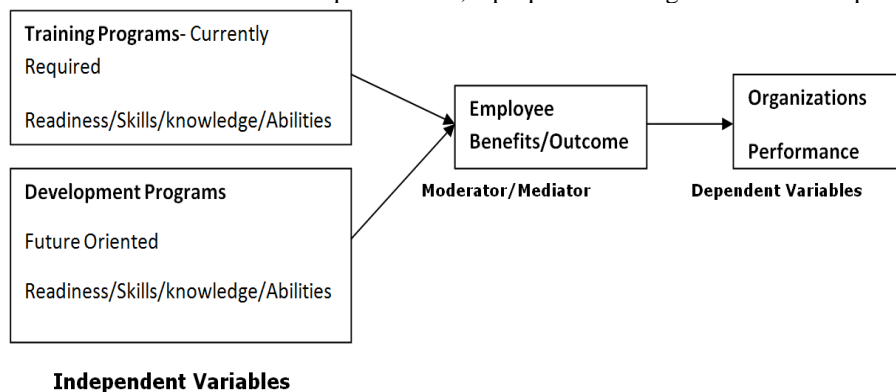 Training Programs- Currently
Required
Readiness/Skills/knowledge/Abilities
Development Programs
Future Oriented
Readiness/Skills/knowledge/Abilities
Independent Variables
Employee
Benefits/Outcome
Moderator/Mediator
Organizations
Performance
Dependent Variables